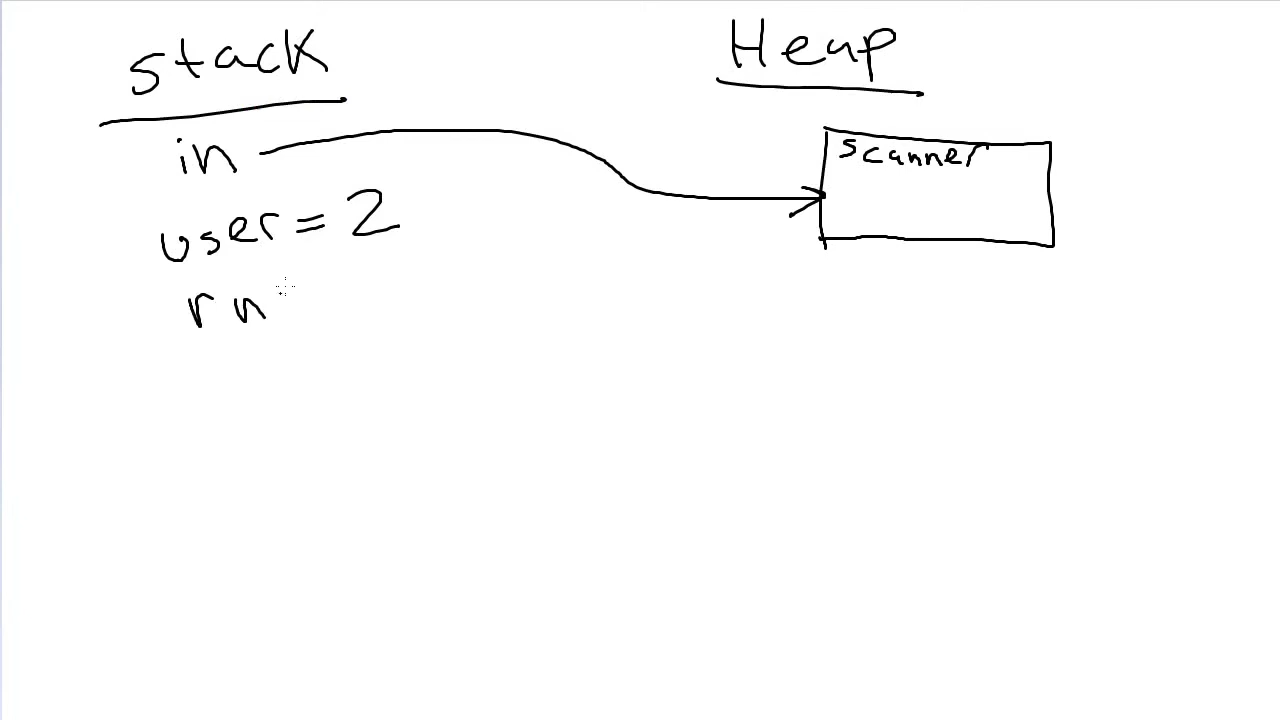 stack
Heap
in
scanner
user = 2
rn